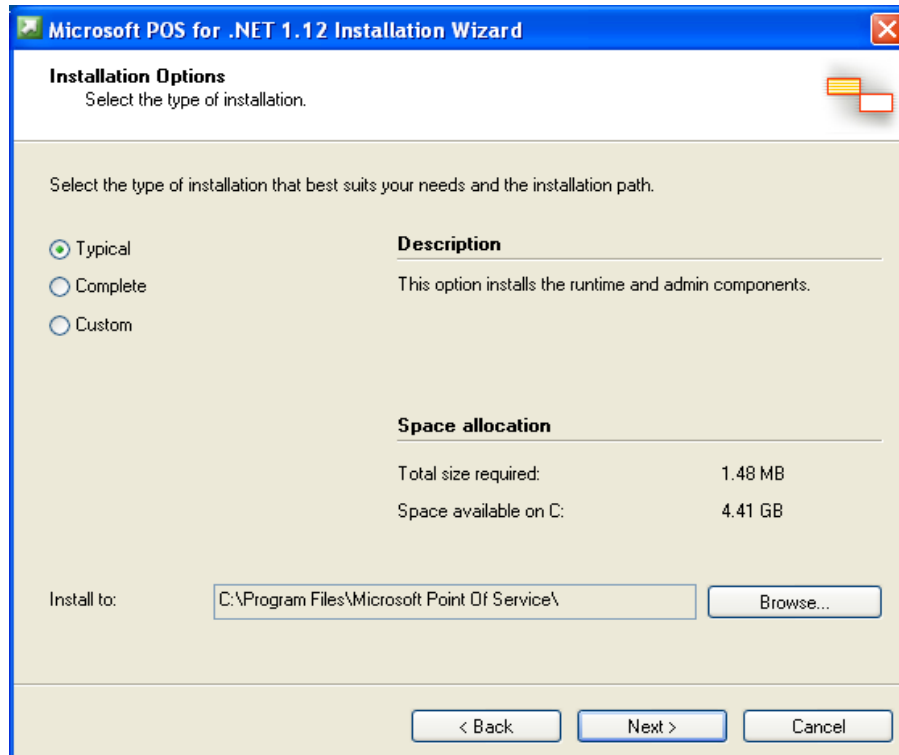 Microsoft POS for .NET 1.12 Installation Wizard
Installation Options
Select the type of installation.
Select the type of installation that best suits your needs and the installation path.
Typical
Complete
Custom
Description
This option installs the runtime and admin components.
Space allocation
Total size required: 1.48 MB
Space available on C: 4.41 GB
Install to: C:\Program Files\Microsoft Point Of Service\ Browse...
< Back Next > Cancel